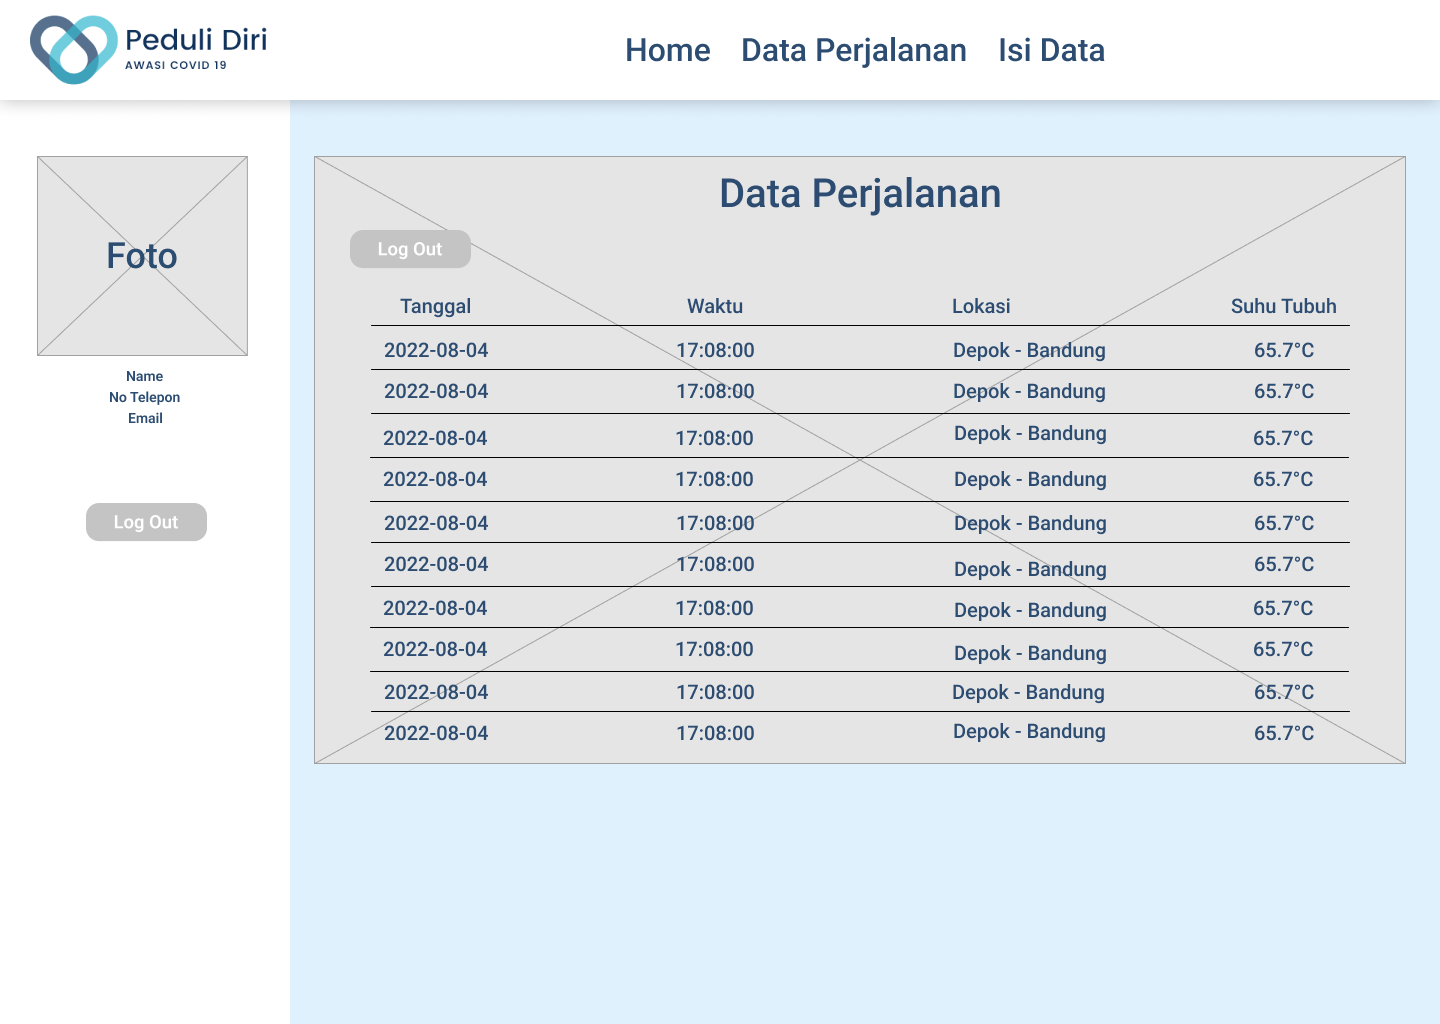 Peduli Diri
AWASI COVID 19
Home Data Perjalanan Isi Data
Foto
Name
No Telepon
Email
Log Out
Data Perjalanan
Log Out
Tanggal Waktu Lokasi Suhu Tubuh
2022-08-04 17:08:00 Depok - Bandung 65.7°C
2022-08-04 17:08:00 Depok - Bandung 65.7°C
2022-08-04 17:08:00 Depok - Bandung 65.7°C
2022-08-04 17:08:00 Depok - Bandung 65.7°C
2022-08-04 17:08:00 Depok - Bandung 65.7°C
2022-08-04 17:08:00 Depok - Bandung 65.7°C
2022-08-04 17:08:00 Depok - Bandung 65.7°C
2022-08-04 17:08:00 Depok - Bandung 65.7°C
2022-08-04 17:08:00 Depok - Bandung 65.7°C
2022-08-04 17:08:00 Depok - Bandung 65.7°C